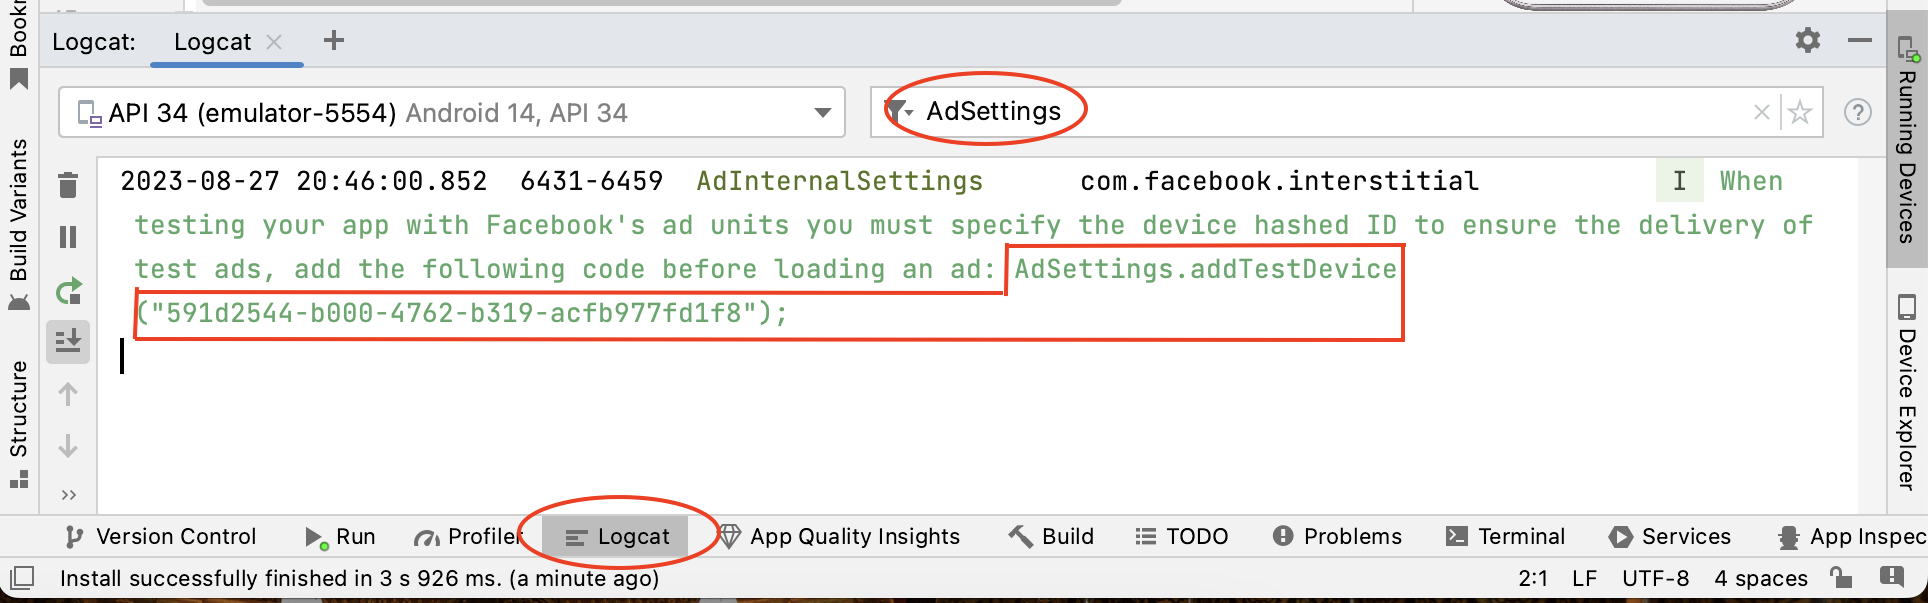 Bookn
Logcat: Logcat
API 34 (emulator-5554) Android 14, API 34
AdSettings
?
Running Devices
Build Variants
2023-08-27 20:46:00.852 6431-6459 AdInternalSettings com.facebook.interstitial I When
testing your app with Facebook's ad units you must specify the device hashed ID to ensure the delivery of
test ads, add the following code before loading an ad: AdSettings.addTestDevice
("591d2544-b000-4762-b319-acfb977fd1f8");
Structure
Device Explorer
Version Control Run Profiler Logcat App Quality Insights Build TODO Problems Terminal Services App Inspec
Install successfully finished in 3 s 926 ms. (a minute ago) 2:1 LF UTF-8 4 spaces